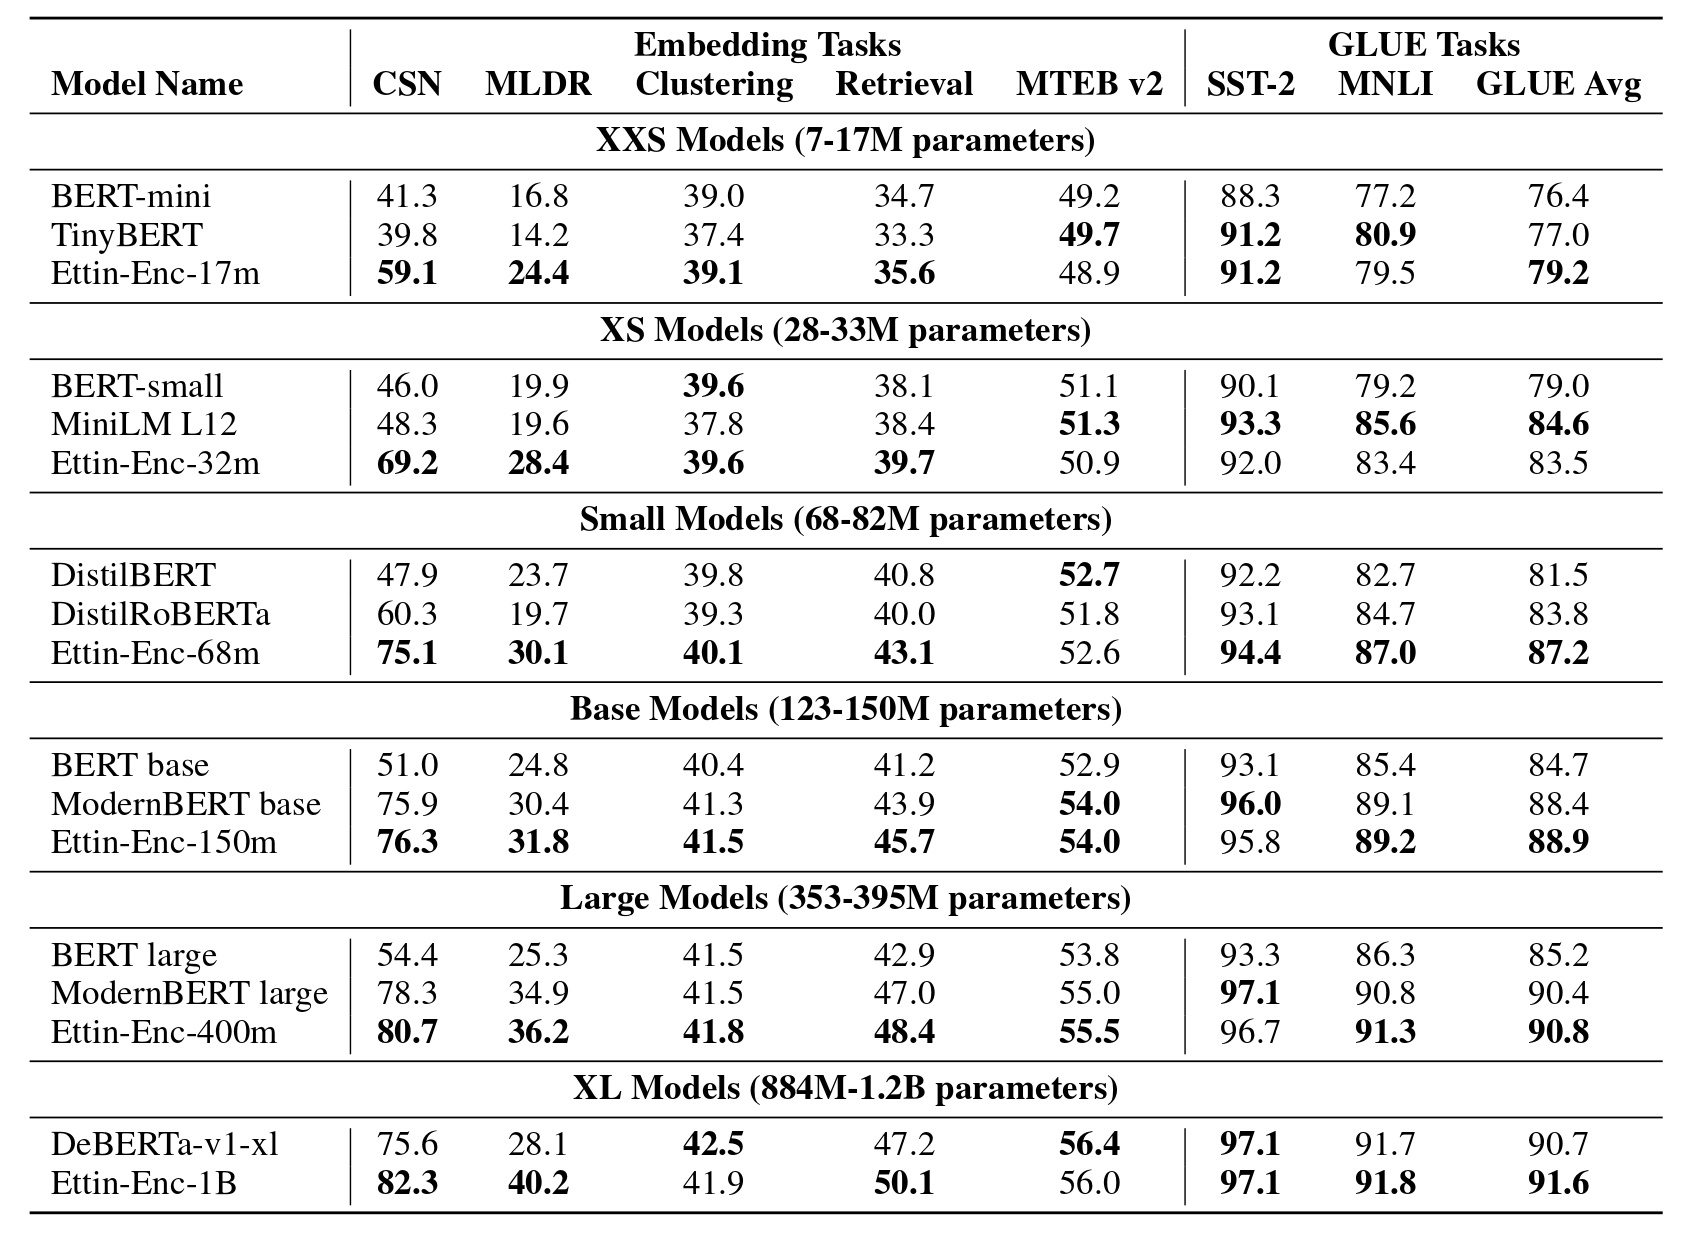 Embedding Tasks GLUE Tasks
Model Name CSN MLDR Clustering Retrieval MTEB v2 SST-2 MNLI GLUE Avg
XXS Models (7-17M parameters)
BERT-mini 41.3 16.8 39.0 34.7 49.2 88.3 77.2 76.4
TinyBERT 39.8 14.2 37.4 33.3 49.7 91.2 80.9 77.0
Ettin-Enc-17m 59.1 24.4 39.1 35.6 48.9 91.2 79.5 79.2
XS Models (28-33M parameters)
BERT-small 46.0 19.9 39.6 38.1 51.1 90.1 79.2 79.0
MiniLM L12 48.3 19.6 37.8 38.4 51.3 93.3 85.6 84.6
Ettin-Enc-32m 69.2 28.4 39.6 39.7 50.9 92.0 83.4 83.5
Small Models (68-82M parameters)
DistilBERT 47.9 23.7 39.8 40.8 52.7 92.2 82.7 81.5
DistilRoBERTa 60.3 19.7 39.3 40.0 51.8 93.1 84.7 83.8
Ettin-Enc-68m 75.1 30.1 40.1 43.1 52.6 94.4 87.0 87.2
Base Models (123-150M parameters)
BERT base 51.0 24.8 40.4 41.2 52.9 93.1 85.4 84.7
ModernBERT base 75.9 30.4 41.3 43.9 54.0 96.0 89.1 88.4
Ettin-Enc-150m 76.3 31.8 41.5 45.7 54.0 95.8 89.2 88.9
Large Models (353-395M parameters)
BERT large 54.4 25.3 41.5 42.9 53.8 93.3 86.3 85.2
ModernBERT large 78.3 34.9 41.5 47.0 55.0 97.1 90.8 90.4
Ettin-Enc-400m 80.7 36.2 41.8 48.4 55.5 96.7 91.3 90.8
XL Models (884M-1.2B parameters)
DeBERTa-v1-xl 75.6 28.1 42.5 47.2 56.4 97.1 91.7 90.7
Ettin-Enc-1B 82.3 40.2 41.9 50.1 56.0 97.1 91.8 91.6